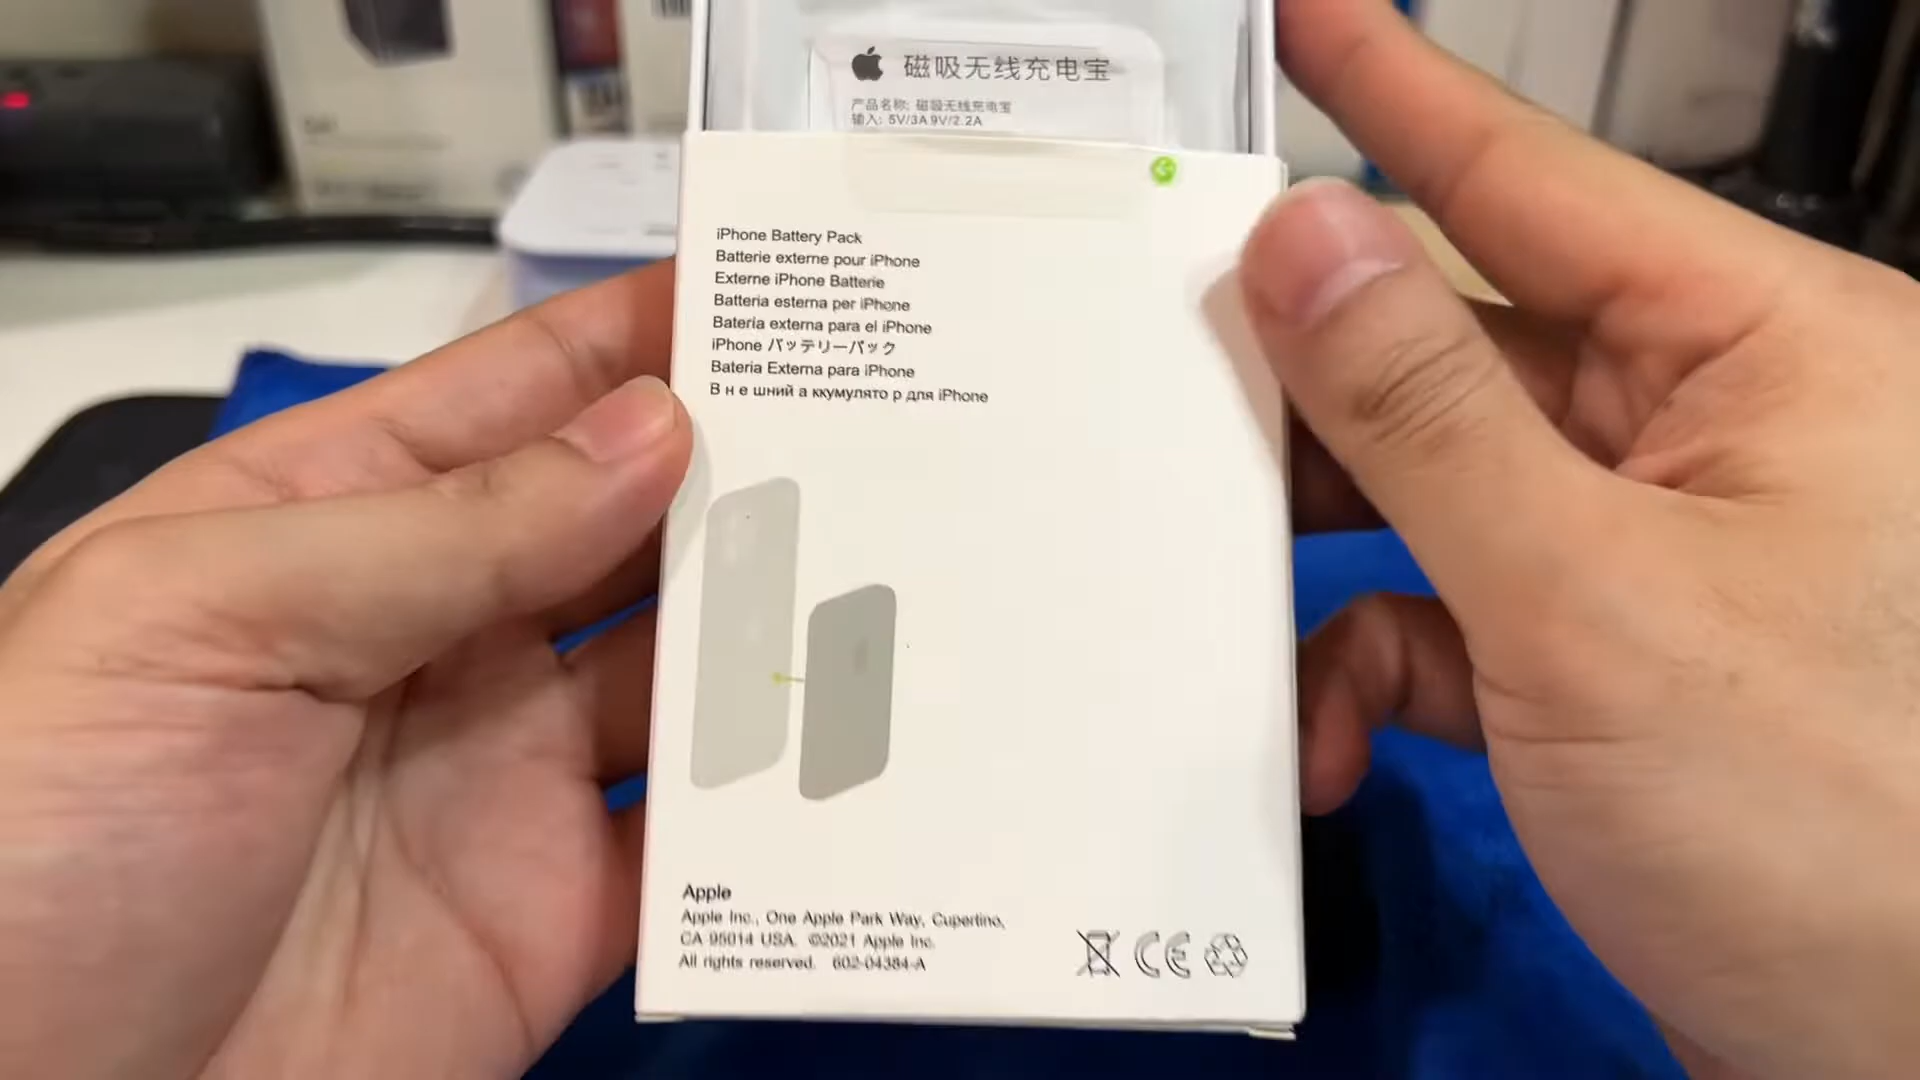 磁吸无线充电宝
产品名称: 磁吸无线充电宝
输入: 5V/3A 9V/2.2A
iPhone Battery Pack
Batterie externe pour iPhone
Externe iPhone Batterie
Batteria esterna per iPhone
Batería externa para el iPhone
iPhone バッテリーパック
Bateria Externa para iPhone
В н е шний а ккумулято р для iPhone
Apple
Apple Inc., One Apple Park Way, Cupertino,
CA 95014 USA. ©2021 Apple Inc.
All rights reserved. 602-04384-A
CE